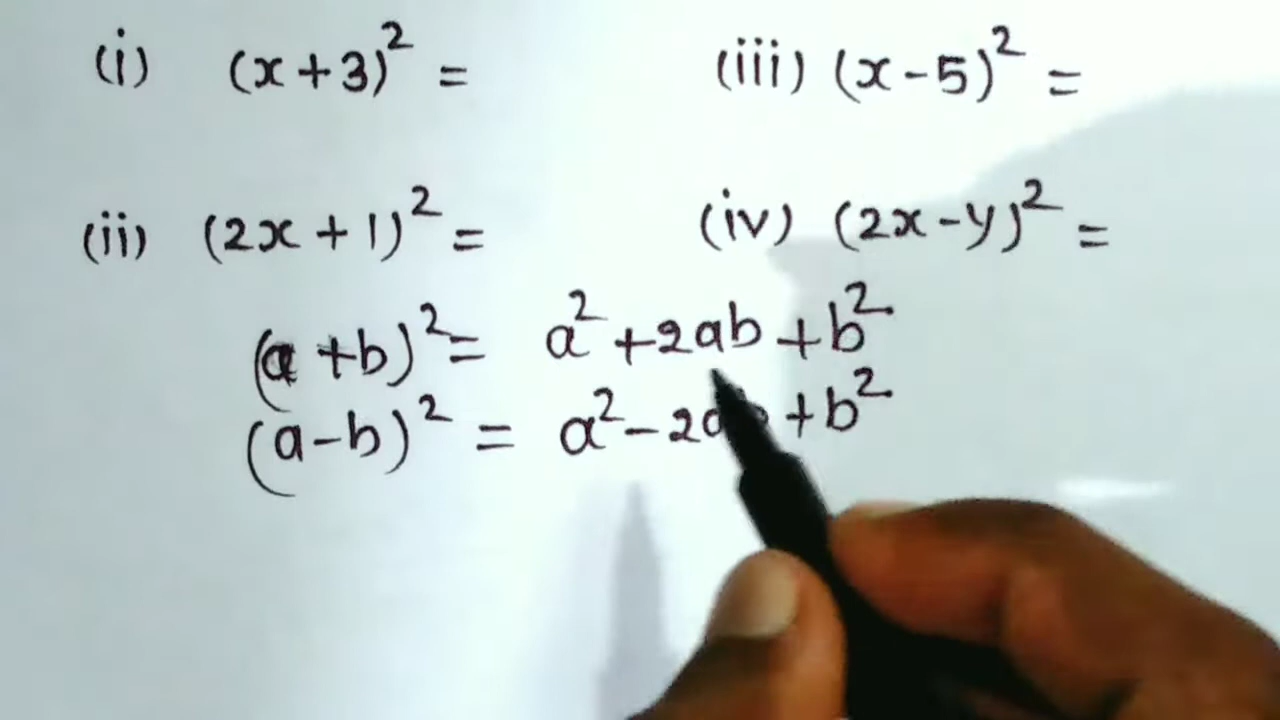 (i) (x+3)² =
(iii) (x-5)² =
(ii) (2x+1)² =
(iv) (2x-y)² =
(a+b)² = a²+2ab+b²
(a-b)² = a²-2ab+b²